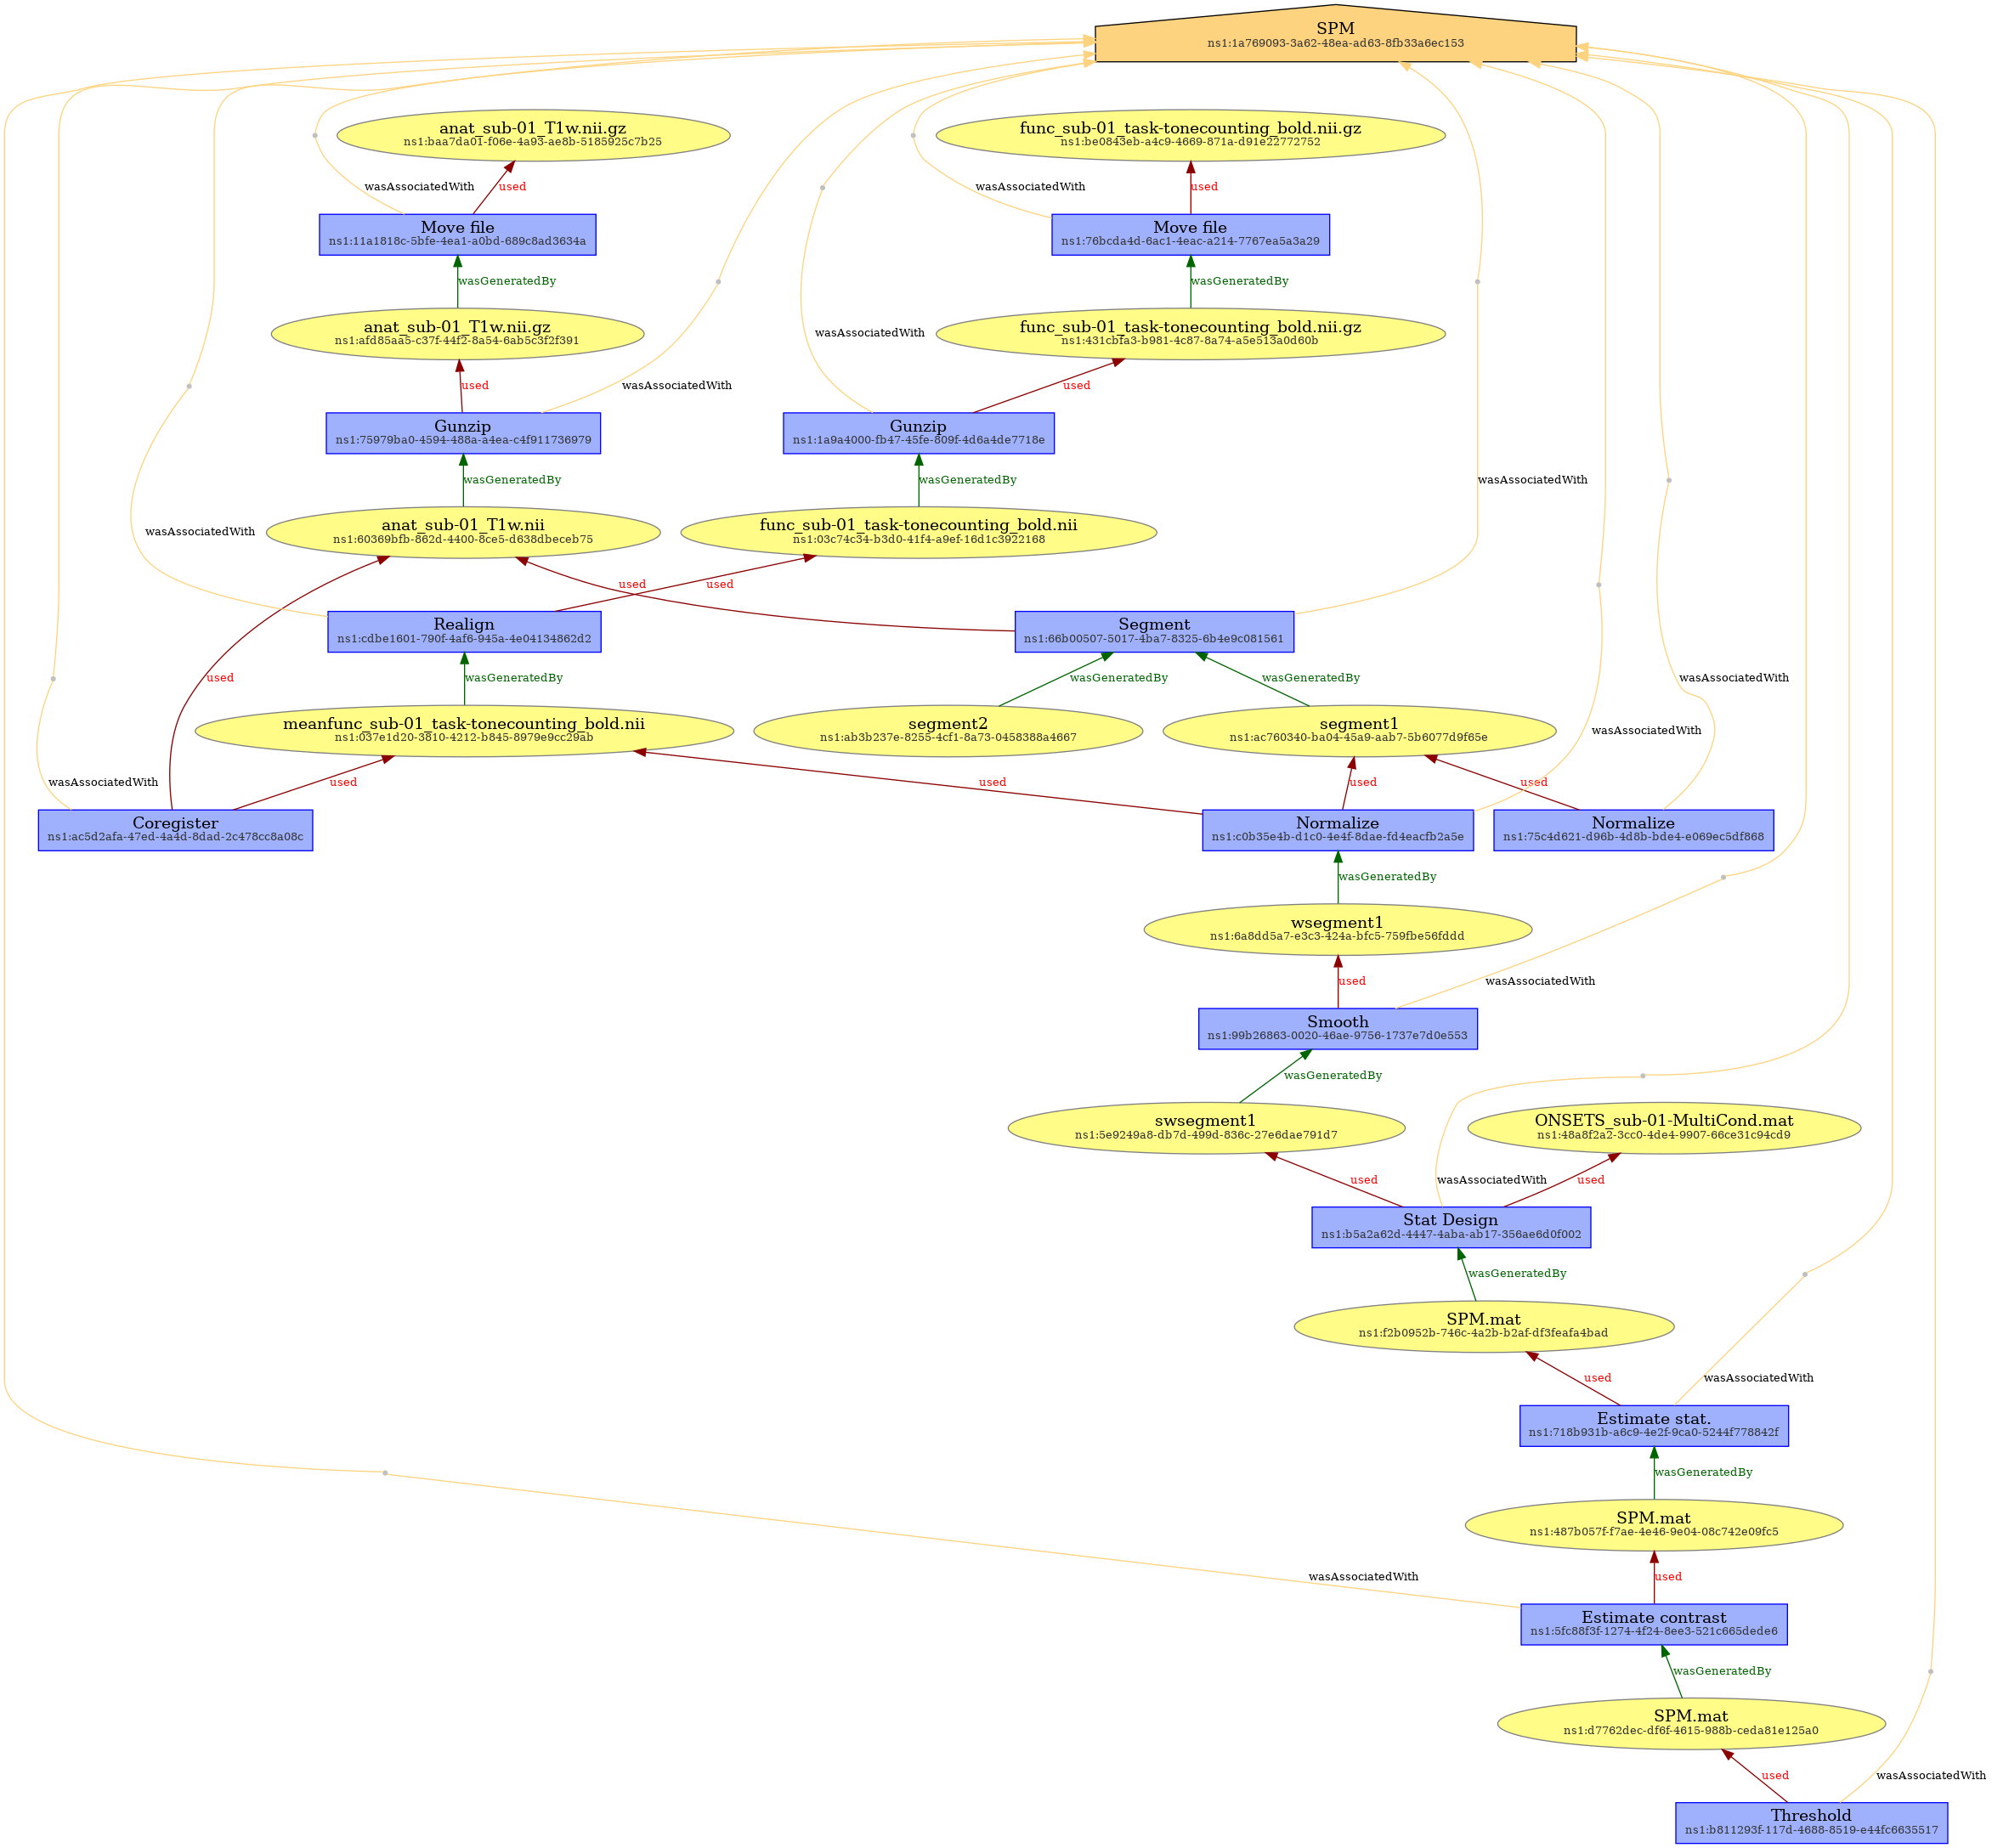 SPM
ns1:1a769093-3a62-48ea-ad63-8fb33a6ec153
anat_sub-01_T1w.nii.gz
ns1:baa7da01-f06e-4a93-ae8b-5185925c7b25
func_sub-01_task-tonecounting_bold.nii.gz
ns1:be0843eb-a4c9-4669-871a-d91e22772752
wasAssociatedWith
used
wasAssociatedWith
used
Move file
ns1:11a1818c-5bfe-4ea1-a0bd-689c8ad3634a
Move file
ns1:76bcda4d-6ac1-4eac-a214-7767ea5a3a29
wasGeneratedBy
wasGeneratedBy
anat_sub-01_T1w.nii.gz
ns1:afd85aa5-c37f-44f2-8a54-6ab5c3f2f391
wasAssociatedWith
func_sub-01_task-tonecounting_bold.nii.gz
ns1:431cbfa3-b981-4c87-8a74-a5e513a0d60b
used
wasAssociatedWith
used
Gunzip
ns1:75979ba0-4594-488a-a4ea-c4f911736979
Gunzip
ns1:1a9a4000-fb47-45fe-809f-4d6a4de7718e
wasGeneratedBy
wasGeneratedBy
wasAssociatedWith
wasAssociatedWith
anat_sub-01_T1w.nii
ns1:60369bfb-862d-4400-8ce5-d638dbeceb75
func_sub-01_task-tonecounting_bold.nii
ns1:03c74c34-b3d0-41f4-a9ef-16d1c3922168
used
used
Realign
ns1:cdbe1601-790f-4af6-945a-4e04134862d2
Segment
ns1:66b00507-5017-4ba7-8325-6b4e9c081561
used
wasGeneratedBy
wasGeneratedBy
wasGeneratedBy
wasAssociatedWith
meanfunc_sub-01_task-tonecounting_bold.nii
ns1:037e1d20-3810-4212-b845-8979e9cc29ab
segment2
ns1:ab3b237e-8255-4cf1-8a73-0458388a4667
segment1
ns1:ac760340-ba04-45a9-aab7-5b6077d9f65e
wasAssociatedWith
wasAssociatedWith
used
used
used
used
Coregister
ns1:ac5d2afa-47ed-4a4d-8dad-2c478cc8a08c
Normalize
ns1:c0b35e4b-d1c0-4e4f-8dae-fd4eacfb2a5e
Normalize
ns1:75c4d621-d96b-4d8b-bde4-e069ec5df868
wasGeneratedBy
wsegment1
ns1:6a8dd5a7-e3c3-424a-bfc5-759fbe56fddd
used
wasAssociatedWith
Smooth
ns1:99b26863-0020-46ae-9756-1737e7d0e553
wasGeneratedBy
swsegment1
ns1:5e9249a8-db7d-499d-836c-27e6dae791d7
ONSETS_sub-01-MultiCond.mat
ns1:48a8f2a2-3cc0-4de4-9907-66ce31c94cd9
used
wasAssociatedWith
used
Stat Design
ns1:b5a2a62d-4447-4aba-ab17-356ae6d0f002
wasGeneratedBy
SPM.mat
ns1:f2b0952b-746c-4a2b-b2af-df3feafa4bad
used
wasAssociatedWith
Estimate stat.
ns1:718b931b-a6c9-4e2f-9ca0-5244f778842f
wasGeneratedBy
SPM.mat
ns1:487b057f-f7ae-4e46-9e04-08c742e09fc5
wasAssociatedWith
used
Estimate contrast
ns1:5fc88f3f-1274-4f24-8ee3-521c665dede6
wasGeneratedBy
SPM.mat
ns1:d7762dec-df6f-4615-988b-ceda81e125a0
used
wasAssociatedWith
Threshold
ns1:b811293f-117d-4688-8519-e44fc6635517